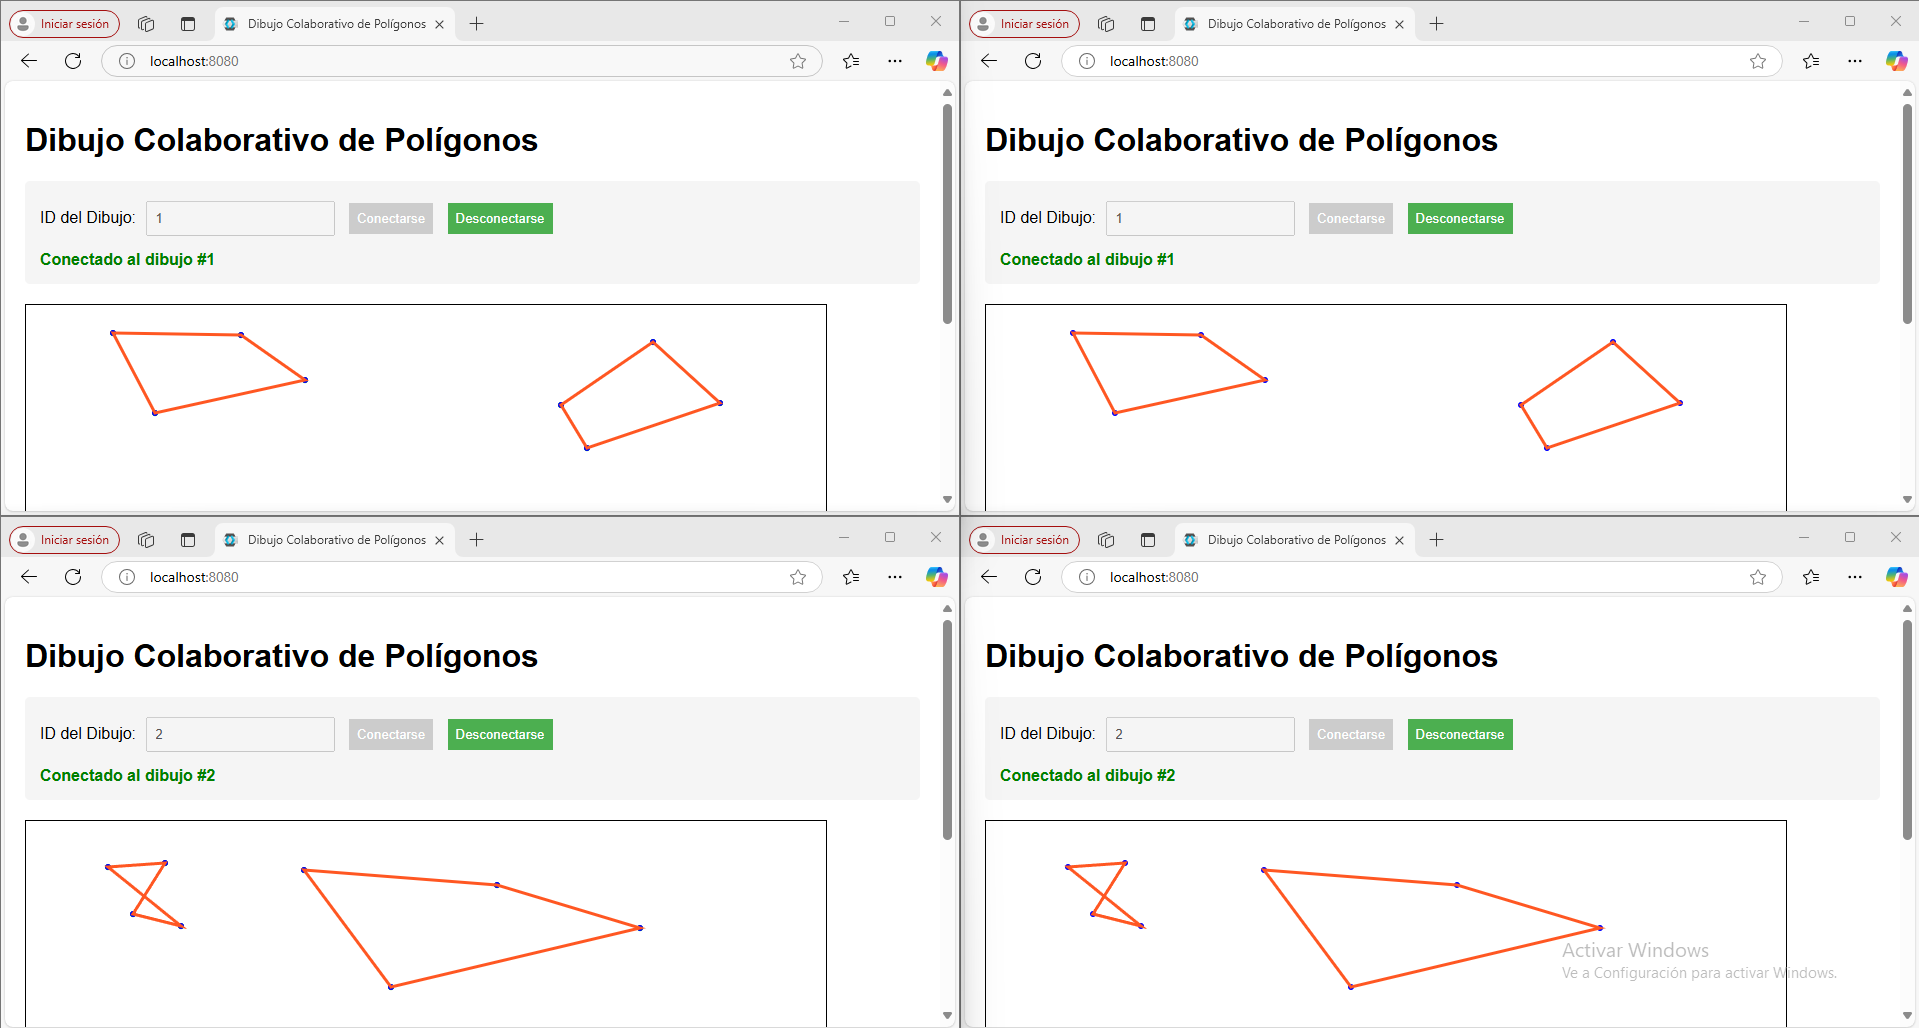 Iniciar sesión
Dibujo Colaborativo de Polígonos
localhost:8080
Dibujo Colaborativo de Polígonos
ID del Dibujo: 1 Conectarse Desconectarse
Conectado al dibujo #1
Iniciar sesión
Dibujo Colaborativo de Polígonos
localhost:8080
Dibujo Colaborativo de Polígonos
ID del Dibujo: 1 Conectarse Desconectarse
Conectado al dibujo #1
Iniciar sesión
Dibujo Colaborativo de Polígonos
localhost:8080
Dibujo Colaborativo de Polígonos
ID del Dibujo: 2 Conectarse Desconectarse
Conectado al dibujo #2
Iniciar sesión
Dibujo Colaborativo de Polígonos
localhost:8080
Dibujo Colaborativo de Polígonos
ID del Dibujo: 2 Conectarse Desconectarse
Conectado al dibujo #2
Activar Windows
Ve a Configuración para activar Windows.